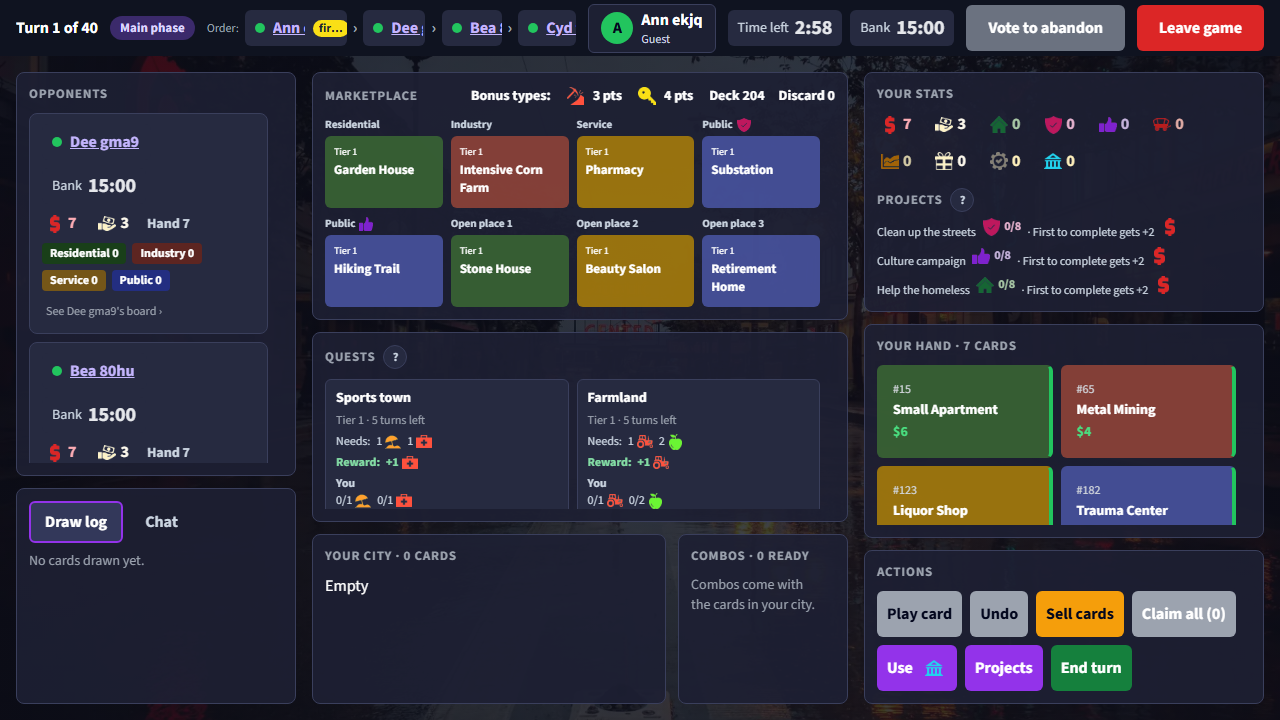 Turn 1 of 40 Main phase Order: Ann fir... › Dee › Bea › Cyd A Ann ekjq Guest Time left 2:58 Bank 15:00 Vote to abandon Leave game
OPPONENTS
Dee gma9
Bank 15:00
7 3 Hand 7
Residential 0 Industry 0
Service 0 Public 0
See Dee gma9's board ›
Bea 80hu
Bank 15:00
7 3 Hand 7
Draw log Chat
No cards drawn yet.
MARKETPLACE Bonus types: 3 pts 4 pts Deck 204 Discard 0
Residential Industry Service Public
Tier 1 Tier 1 Tier 1 Tier 1
Garden House Intensive Corn Farm Pharmacy Substation
Public Open place 1 Open place 2 Open place 3
Tier 1 Tier 1 Tier 1 Tier 1
Hiking Trail Stone House Beauty Salon Retirement Home
QUESTS ?
Sports town
Tier 1 · 5 turns left
Needs: 1 1
Reward: +1
You
0/1 0/1
Farmland
Tier 1 · 5 turns left
Needs: 1 2
Reward: +1
You
0/1 0/2
YOUR CITY · 0 CARDS
Empty
COMBOS · 0 READY
Combos come with
the cards in your city.
YOUR STATS
7 3 0 0 0 0
0 0 0 0
PROJECTS ?
Clean up the streets 0/8 · First to complete gets +2
Culture campaign 0/8 · First to complete gets +2
Help the homeless 0/8 · First to complete gets +2
YOUR HAND · 7 CARDS
#15 #65
Small Apartment Metal Mining
$6 $4
#123 #182
Liquor Shop Trauma Center
ACTIONS
Play card Undo Sell cards Claim all (0)
Use Projects End turn